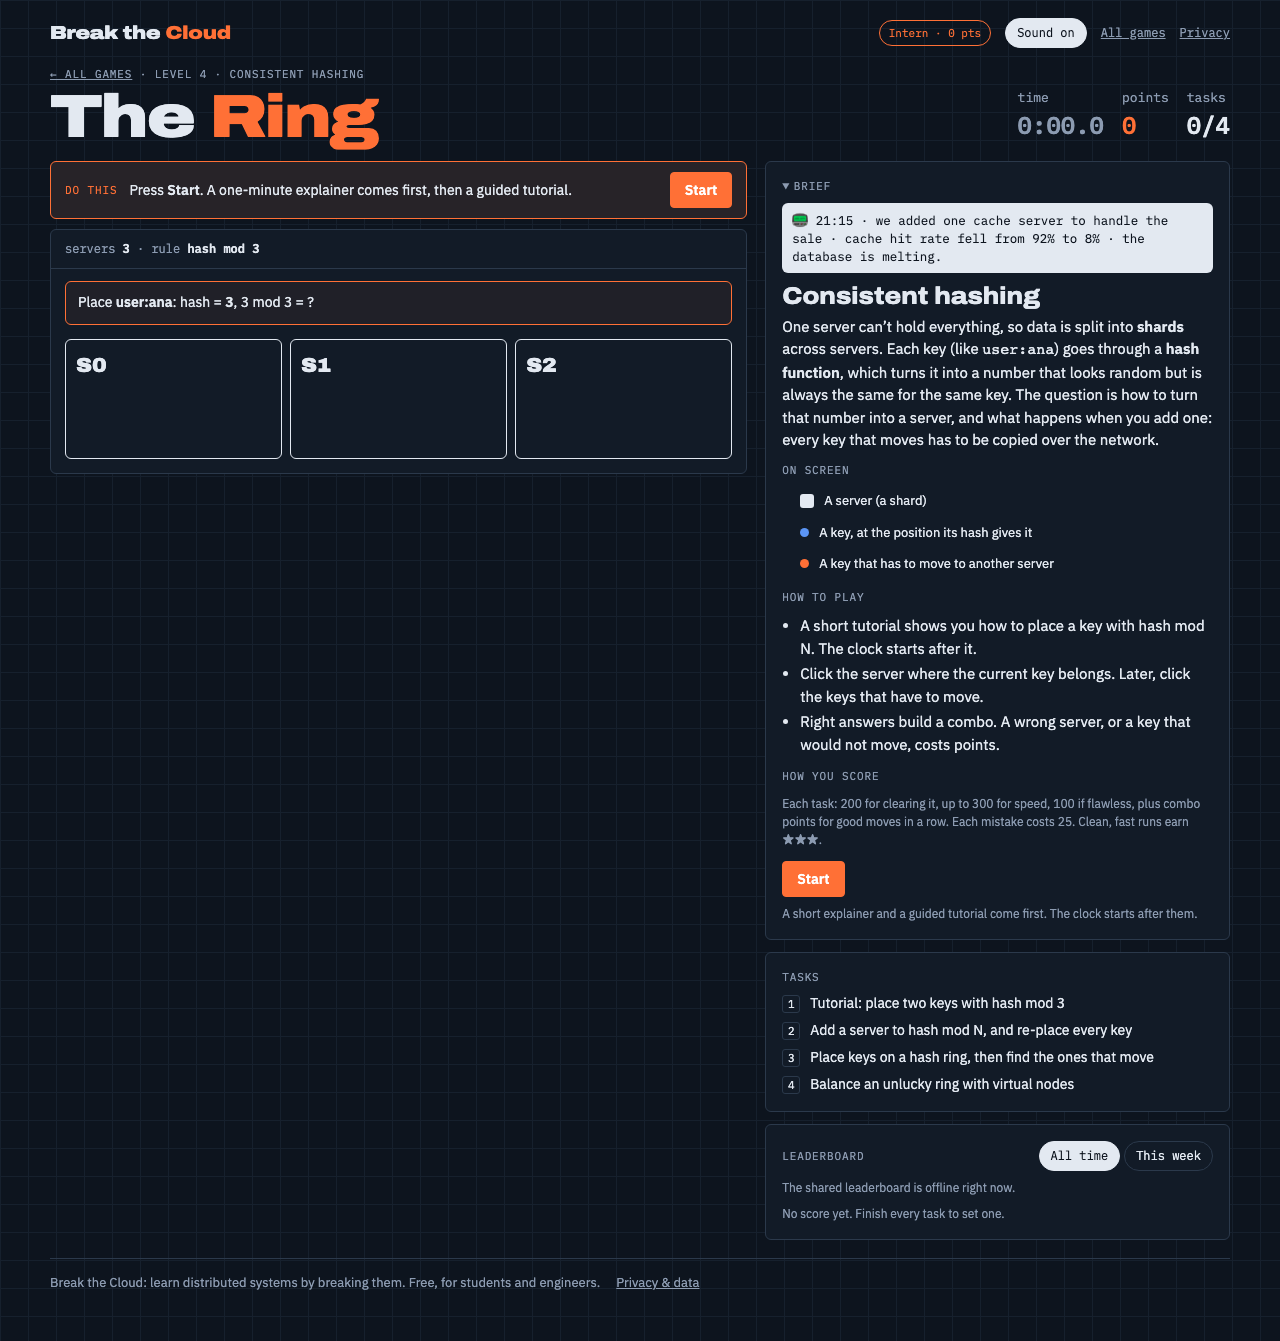 Break the Cloud
Intern · 0 pts
Sound on
All games
Privacy
← ALL GAMES · LEVEL 4 · CONSISTENT HASHING
The Ring
time
0:00.0
points
0
tasks
0/4
DO THIS Press Start. A one-minute explainer comes first, then a guided tutorial.
Start
servers 3 · rule hash mod 3
Place user:ana: hash = 3, 3 mod 3 = ?
S0
S1
S2
▼ BRIEF
21:15 · we added one cache server to handle the
sale · cache hit rate fell from 92% to 8% · the
database is melting.
Consistent hashing
One server can’t hold everything, so data is split into shards
across servers. Each key (like user:ana) goes through a hash
function, which turns it into a number that looks random but is
always the same for the same key. The question is how to turn
that number into a server, and what happens when you add one:
every key that moves has to be copied over the network.
ON SCREEN
A server (a shard)
A key, at the position its hash gives it
A key that has to move to another server
HOW TO PLAY
• A short tutorial shows you how to place a key with hash mod
N. The clock starts after it.
• Click the server where the current key belongs. Later, click
the keys that have to move.
• Right answers build a combo. A wrong server, or a key that
would not move, costs points.
HOW YOU SCORE
Each task: 200 for clearing it, up to 300 for speed, 100 if flawless, plus combo
points for good moves in a row. Each mistake costs 25. Clean, fast runs earn
★★★.
Start
A short explainer and a guided tutorial come first. The clock starts after them.
TASKS
1 Tutorial: place two keys with hash mod 3
2 Add a server to hash mod N, and re-place every key
3 Place keys on a hash ring, then find the ones that move
4 Balance an unlucky ring with virtual nodes
LEADERBOARD
All time
This week
The shared leaderboard is offline right now.
No score yet. Finish every task to set one.
Break the Cloud: learn distributed systems by breaking them. Free, for students and engineers.
Privacy & data